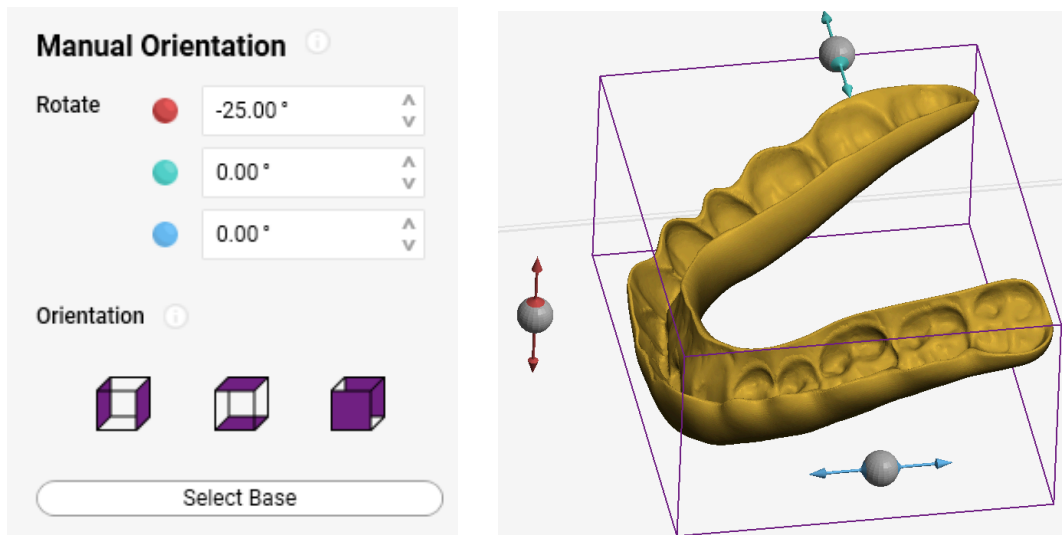 Manual Orientation
Rotate
-25.00 °
0.00 °
0.00 °
Orientation
Select Base